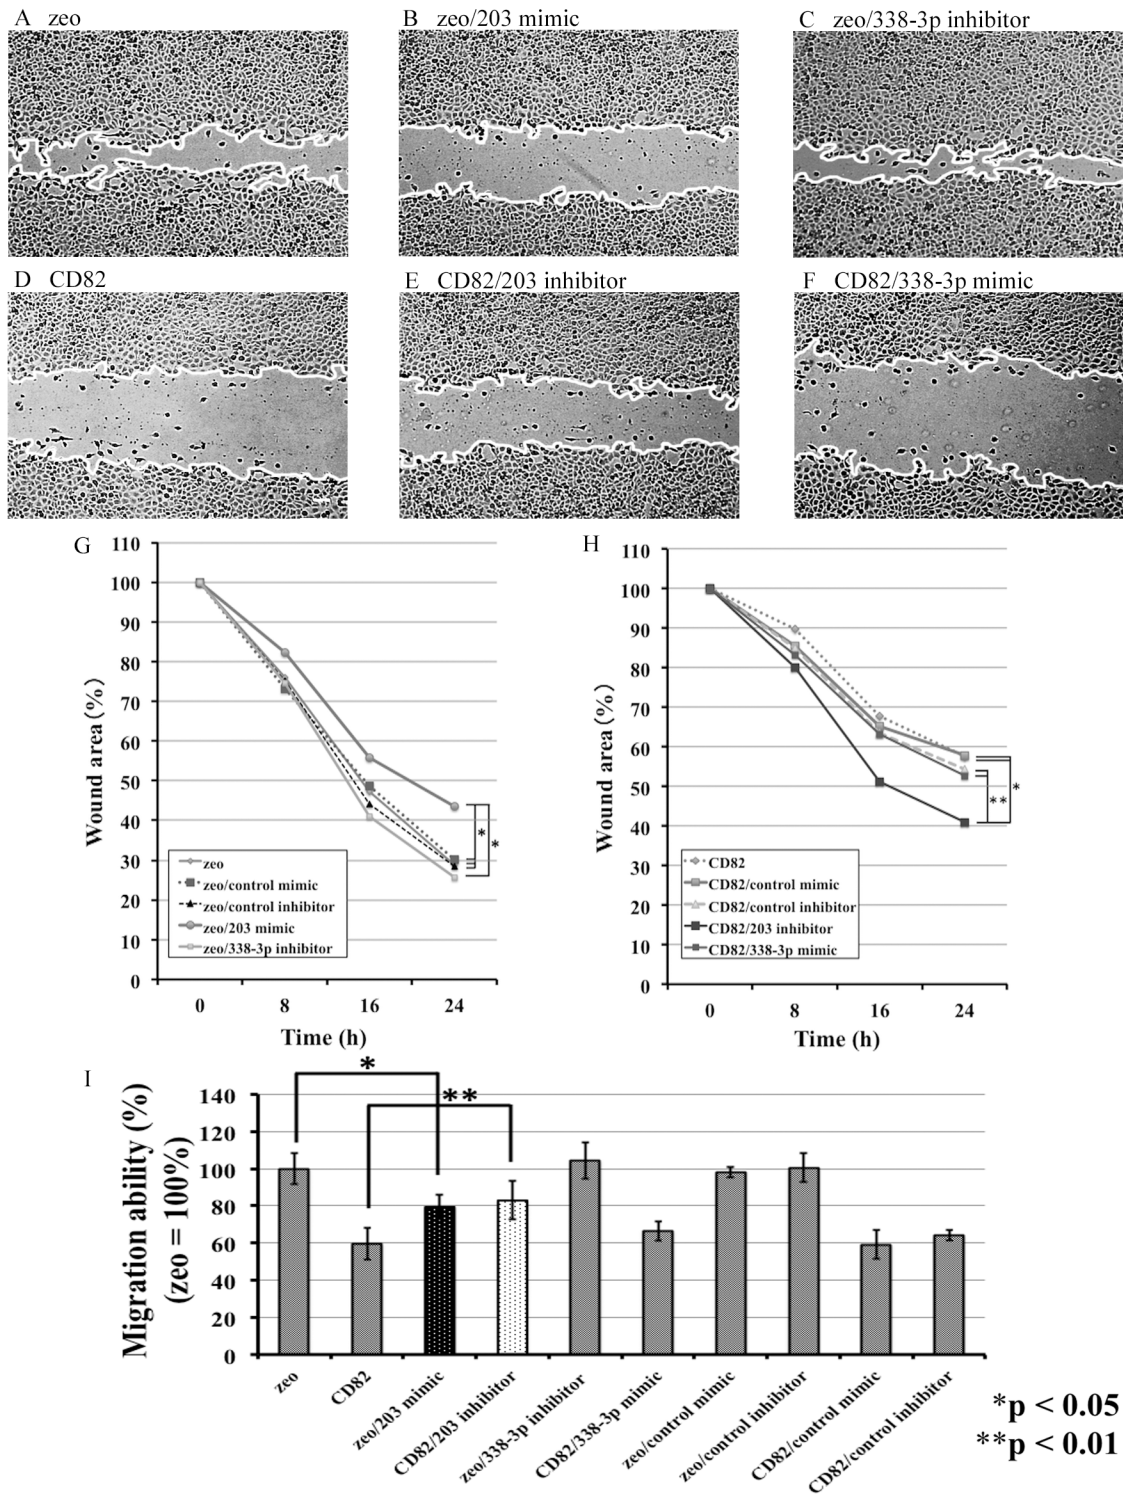 A zeo
B zeo/203 mimic
C zeo/338-3p inhibitor
D CD82
E CD82/203 inhibitor
F CD82/338-3p mimic
G
110
100
90
80
70
60
50
40
30
20
10
0
Wound area (%)
zeo
zeo/control mimic
zeo/control inhibitor
zeo/203 mimic
zeo/338-3p inhibitor
*
*
0 8 16 24
Time (h)
H
110
100
90
80
70
60
50
40
30
20
10
0
Wound area (%)
CD82
CD82/control mimic
CD82/control inhibitor
CD82/203 inhibitor
CD82/338-3p mimic
**
*
0 8 16 24
Time (h)
I
Migration ability (%)
(zeo = 100%)
140
120
100
80
60
40
20
0
*
**
zeo
CD82
zeo/203 mimic
CD82/203 inhibitor
zeo/338-3p inhibitor
CD82/338-3p mimic
zeo/control mimic
zeo/control inhibitor
CD82/control mimic
CD82/control inhibitor
*p < 0.05
**p < 0.01